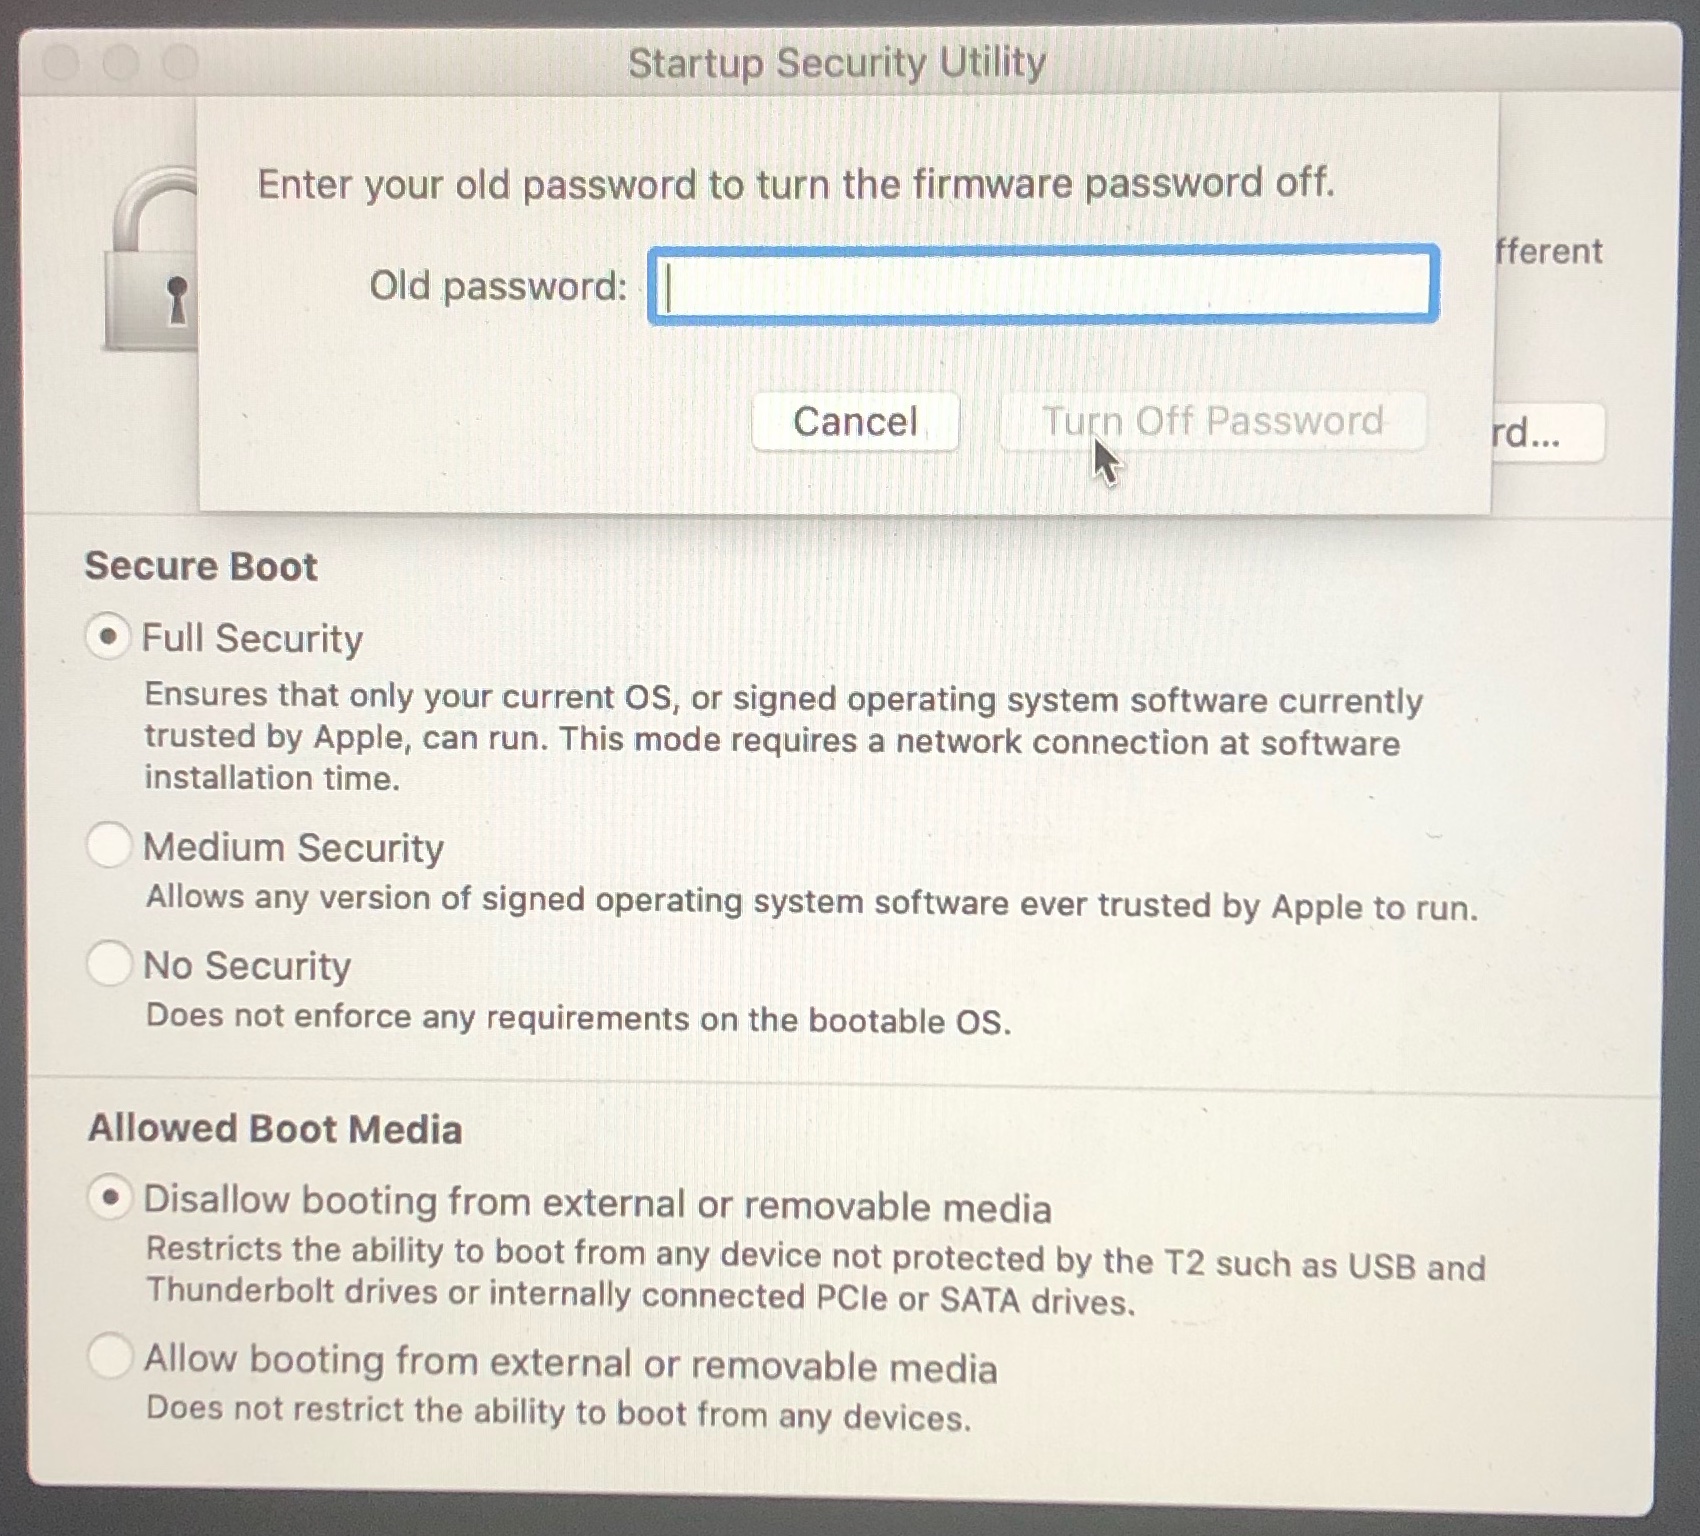 Startup Security Utility
Enter your old password to turn the firmware password off.
fferent
Old password:
Cancel
Turn Off Password
rd...
Secure Boot
Full Security
Ensures that only your current OS, or signed operating system software currently
trusted by Apple, can run. This mode requires a network connection at software
installation time.
Medium Security
Allows any version of signed operating system software ever trusted by Apple to run.
No Security
Does not enforce any requirements on the bootable OS.
Allowed Boot Media
Disallow booting from external or removable media
Restricts the ability to boot from any device not protected by the T2 such as USB and
Thunderbolt drives or internally connected PCIe or SATA drives.
Allow booting from external or removable media
Does not restrict the ability to boot from any devices.